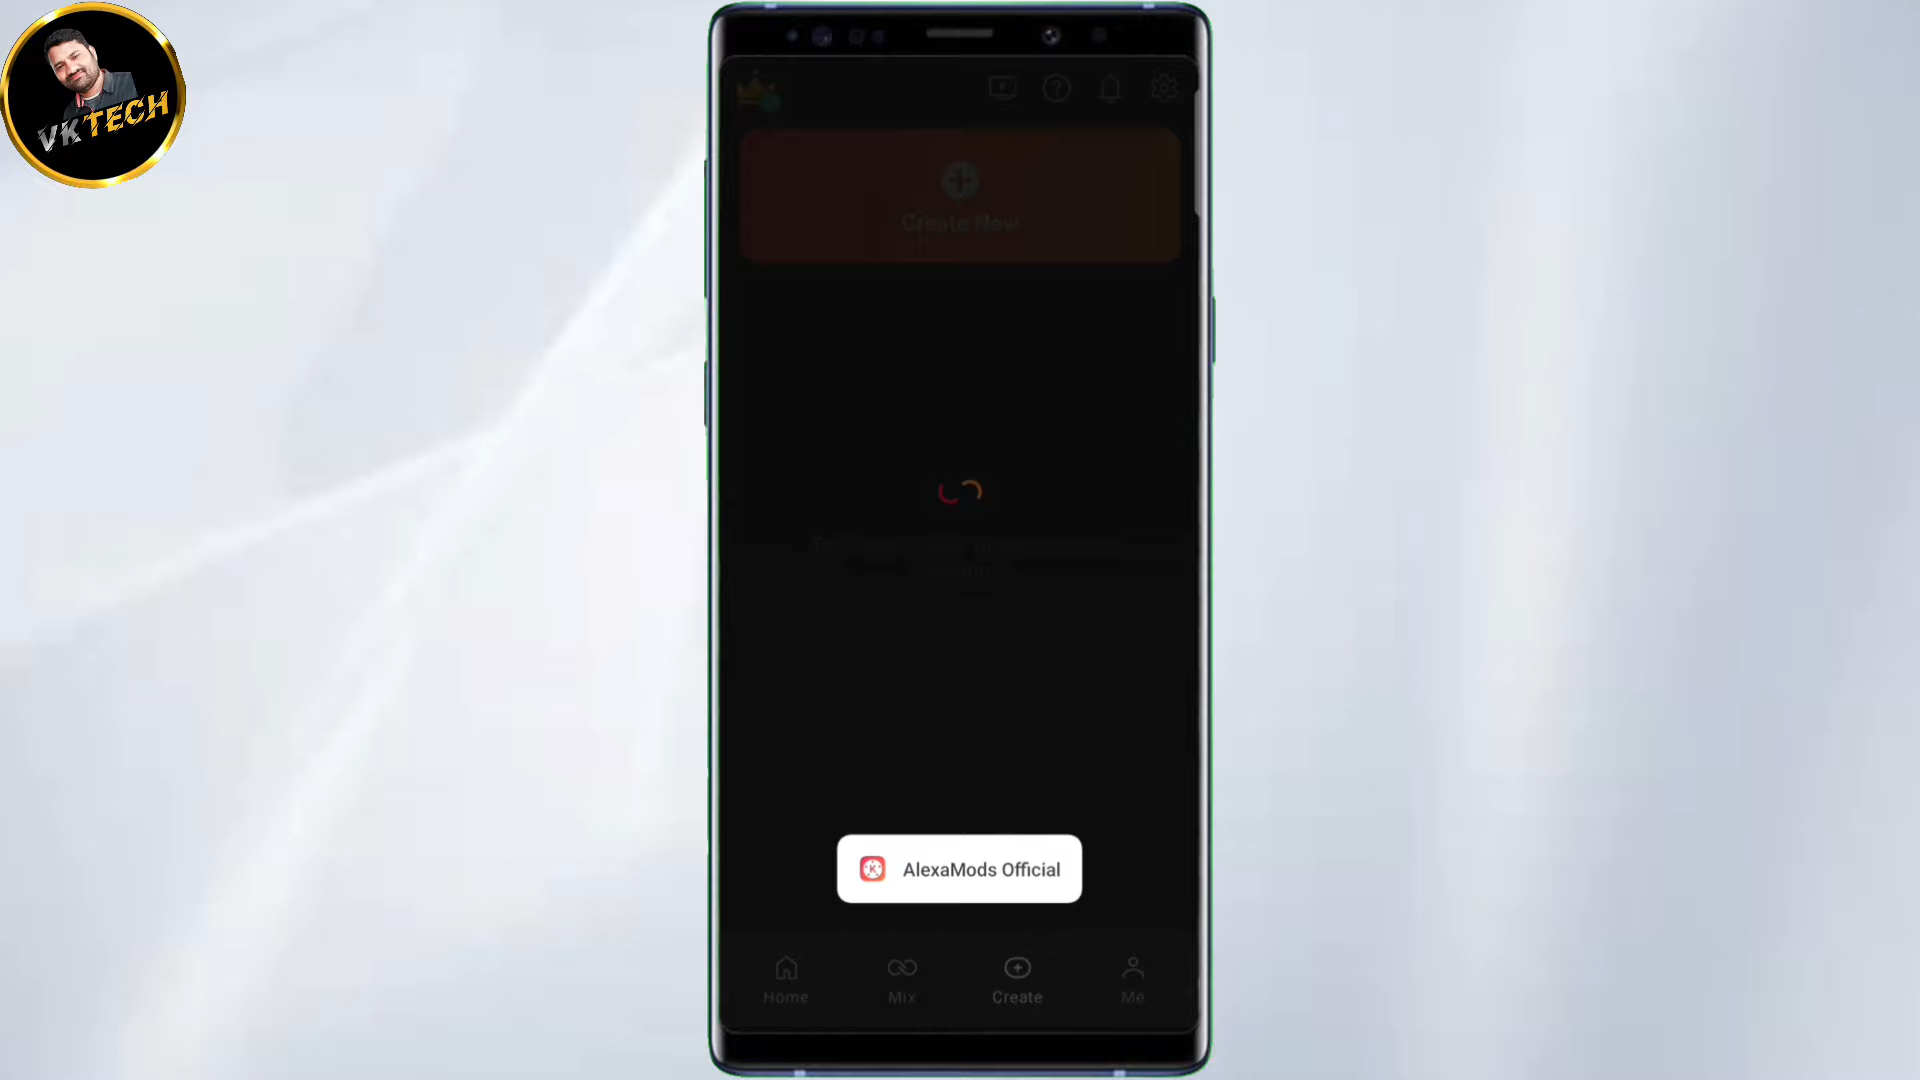 VKTECH
Create New
AlexaMods Official
Home
Mix
Create
Me